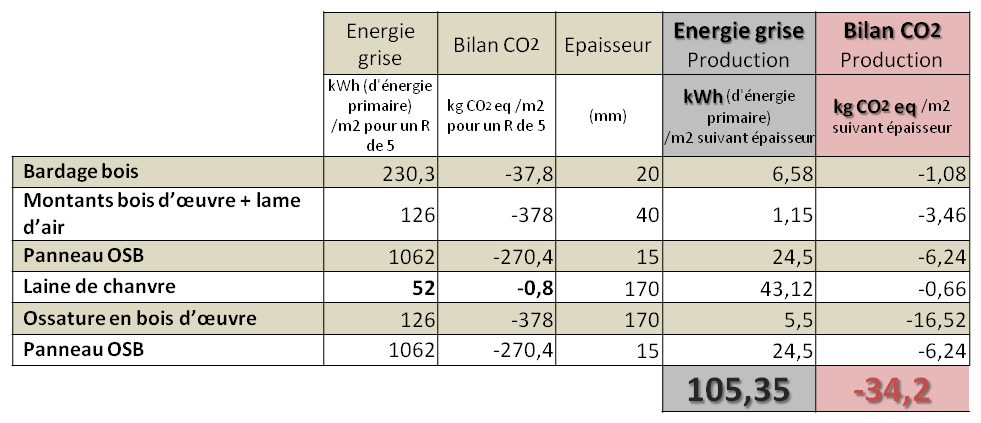 Energie grise Bilan CO2 Epaisseur Energie grise Production Bilan CO2 Production
kWh (d'énergie primaire) /m2 pour un R de 5 kg CO2 eq /m2 pour un R de 5 (mm) kWh (d'énergie primaire) /m2 suivant épaisseur kg CO2 eq /m2 suivant épaisseur
Bardage bois 230,3 -37,8 20 6,58 -1,08
Montants bois d'œuvre + lame d'air 126 -378 40 1,15 -3,46
Panneau OSB 1062 -270,4 15 24,5 -6,24
Laine de chanvre 52 -0,8 170 43,12 -0,66
Ossature en bois d'œuvre 126 -378 170 5,5 -16,52
Panneau OSB 1062 -270,4 15 24,5 -6,24
105,35 -34,2